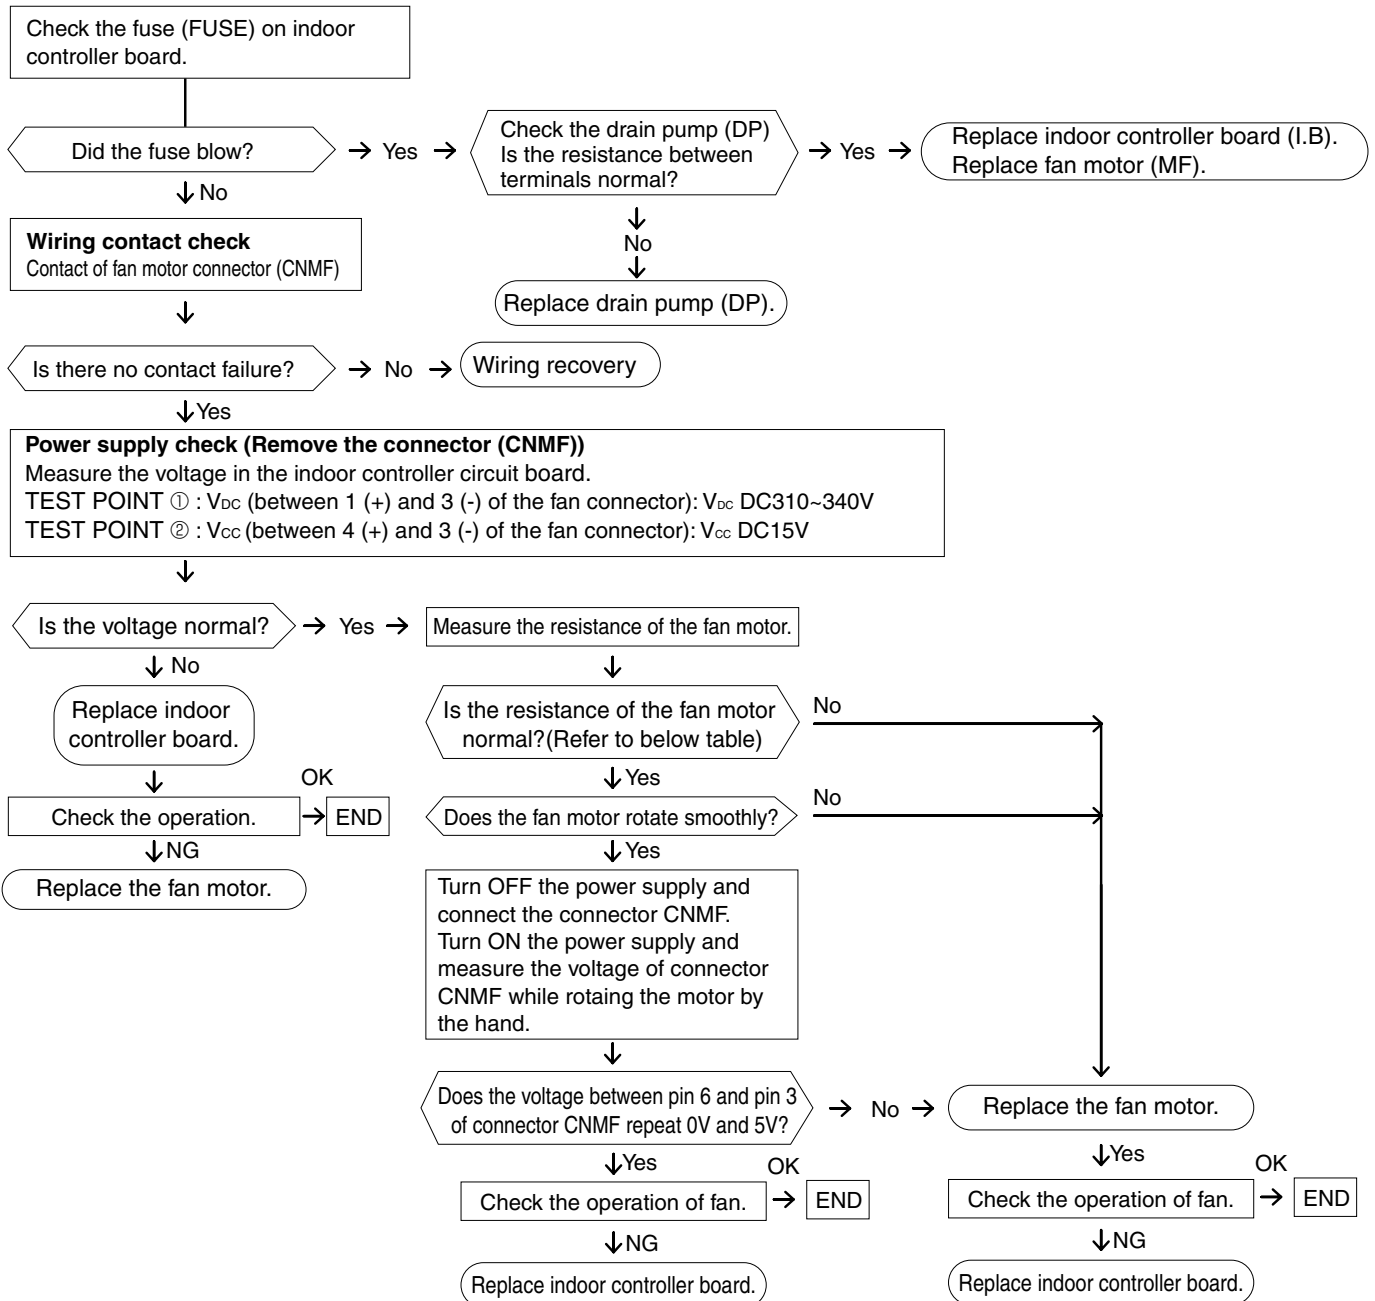 Check the fuse (FUSE) on indoor
controller board.
Did the fuse blow?
Yes
Check the drain pump (DP)
Is the resistance between
terminals normal?
Yes
Replace indoor controller board (I.B).
Replace fan motor (MF).
No
No
Wiring contact check
Contact of fan motor connector (CNMF)
Replace drain pump (DP).
Is there no contact failure?
No
Wiring recovery
Yes
Power supply check (Remove the connector (CNMF))
Measure the voltage in the indoor controller circuit board.
TEST POINT ① : VDC (between 1 (+) and 3 (-) of the fan connector): VDC DC310~340V
TEST POINT ② : VCC (between 4 (+) and 3 (-) of the fan connector): VCC DC15V
Is the voltage normal?
Yes
Measure the resistance of the fan motor.
No
Replace indoor
controller board.
Is the resistance of the fan motor
normal?(Refer to below table)
No
Yes
OK
Check the operation.
END
Does the fan motor rotate smoothly?
No
NG
Yes
Replace the fan motor.
Turn OFF the power supply and
connect the connector CNMF.
Turn ON the power supply and
measure the voltage of connector
CNMF while rotaing the motor by
the hand.
Does the voltage between pin 6 and pin 3
of connector CNMF repeat 0V and 5V?
No
Replace the fan motor.
Yes
OK
Yes
OK
Check the operation of fan.
END
Check the operation of fan.
END
NG
NG
Replace indoor controller board.
Replace indoor controller board.